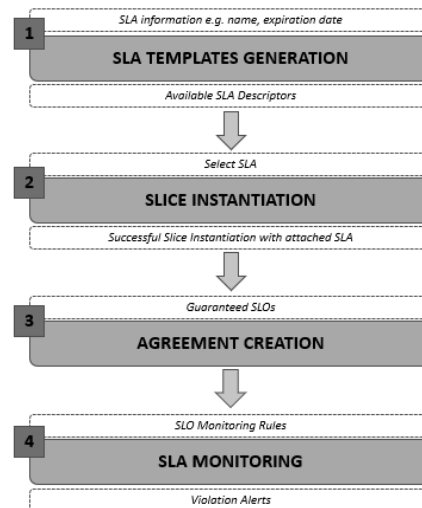 SLA information e.g. name, expiration date
1
SLA TEMPLATES GENERATION
Available SLA Descriptors
Select SLA
2
SLICE INSTANTIATION
Successful Slice Instantiation with attached SLA
Guaranteed SLOs
3
AGREEMENT CREATION
SLO Monitoring Rules
4
SLA MONITORING
Violation Alerts